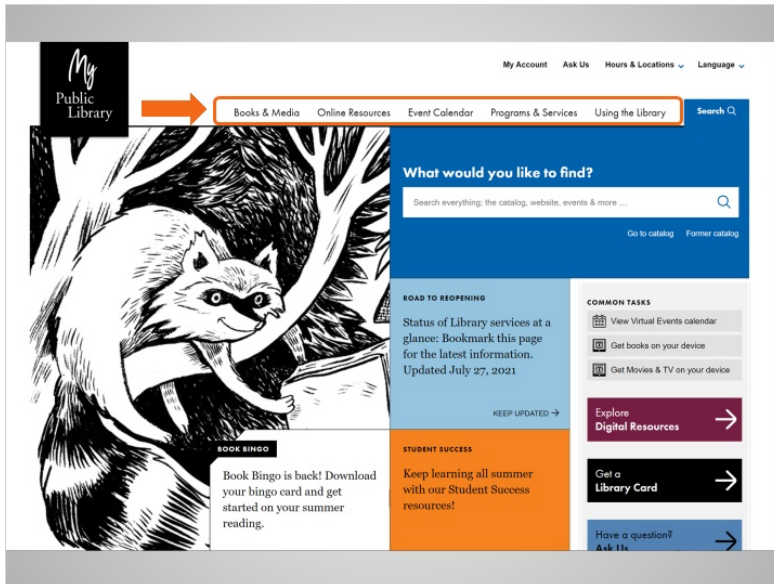 My Account Ask Us Hours & Locations Language
My
Public
Library
Books & Media Online Resources Event Calendar Programs & Services Using the Library Search
What would you like to find?
Search everything: the catalog, website, events & more ...
Go to catalog Former catalog
ROAD TO REOPENING
Status of Library services at a
glance: Bookmark this page
for the latest information.
Updated July 27, 2021
KEEP UPDATED →
COMMON TASKS
View Virtual Events calendar
Get books on your device
Get Movies & TV on your device
Explore
Digital Resources
BOOK BINGO
Book Bingo is back! Download
your bingo card and get
started on your summer
reading.
STUDENT SUCCESS
Keep learning all summer
with our Student Success
resources!
Get a
Library Card
Have a question?
Ask Us